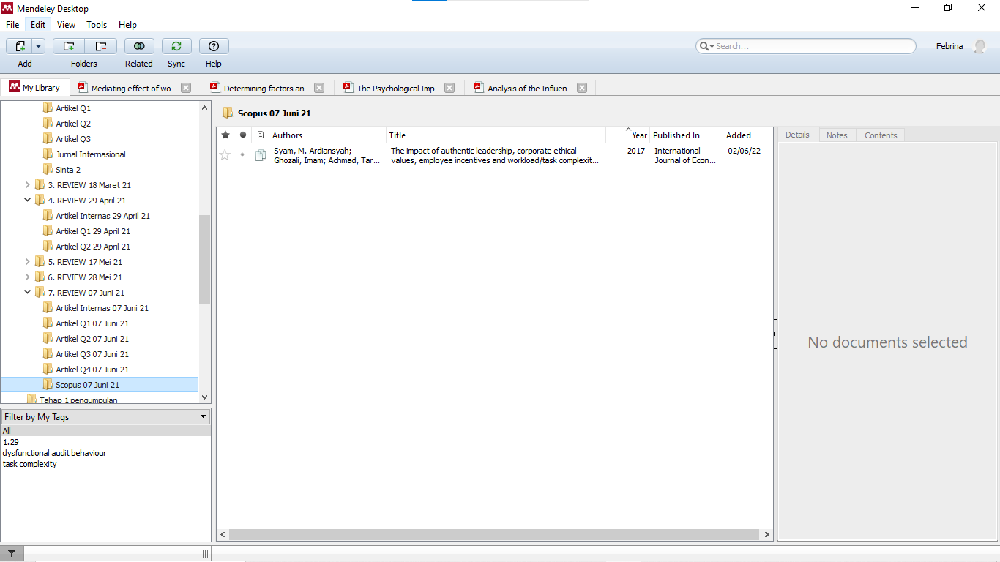 Mendeley Desktop
File Edit View Tools Help
Add Folders Related Sync Help
Search...
Febrina
My Library
Mediating effect of wo...
Determining factors an...
The Psychological Imp...
Analysis of the Influen...
Artikel Q1
Artikel Q2
Artikel Q3
Jurnal Internasional
Sinta 2
3. REVIEW 18 Maret 21
4. REVIEW 29 April 21
Artikel Internas 29 April 21
Artikel Q1 29 April 21
Artikel Q2 29 April 21
5. REVIEW 17 Mei 21
6. REVIEW 28 Mei 21
7. REVIEW 07 Juni 21
Artikel Internas 07 Juni 21
Artikel Q1 07 Juni 21
Artikel Q2 07 Juni 21
Artikel Q3 07 Juni 21
Artikel Q4 07 Juni 21
Scopus 07 Juni 21
Tahap 1 pengumpulan
Filter by My Tags
All
1.29
dysfunctional audit behaviour
task complexity
Scopus 07 Juni 21
Authors Title Year Published In Added
Syam, M. Ardiansyah;
Ghozali, Imam; Achmad, Tar...
The impact of authentic leadership, corporate ethical
values, employee incentives and workload/task complexit...
2017
International
Journal of Econ...
02/06/22
Details Notes Contents
No documents selected